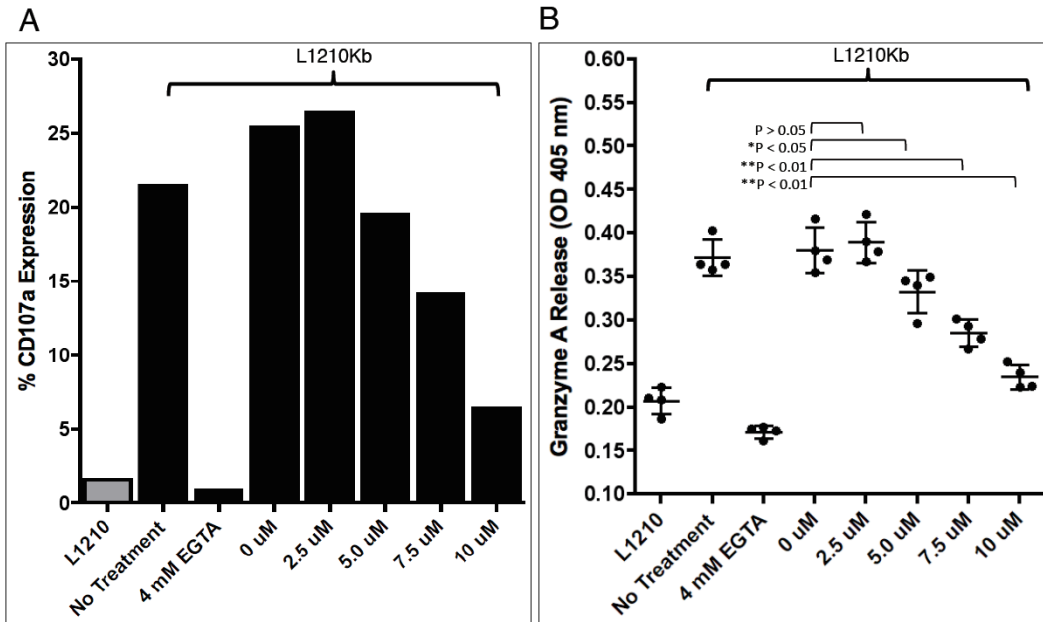 A
L1210Kb
% CD107a Expression
30
25
20
15
10
5
0
L1210
No Treatment
4 mM EGTA
0 uM
2.5 uM
5.0 uM
7.5 uM
10 uM
B
L1210Kb
Granzyme A Release (OD 405 nm)
0.60
0.55
0.50
0.45
0.40
0.35
0.30
0.25
0.20
0.15
0.10
P > 0.05
*P < 0.05
**P < 0.01
**P < 0.01
L1210
No Treatment
4 mM EGTA
0 uM
2.5 uM
5.0 uM
7.5 uM
10 uM